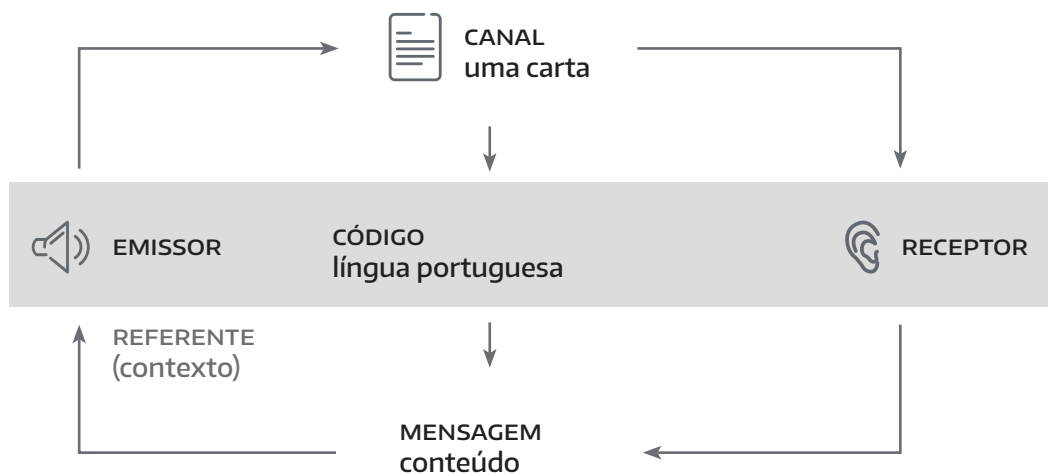 CANAL
uma carta
EMISSOR
CÓDIGO
língua portuguesa
RECEPTOR
REFERENTE
(contexto)
MENSAGEM
conteúdo